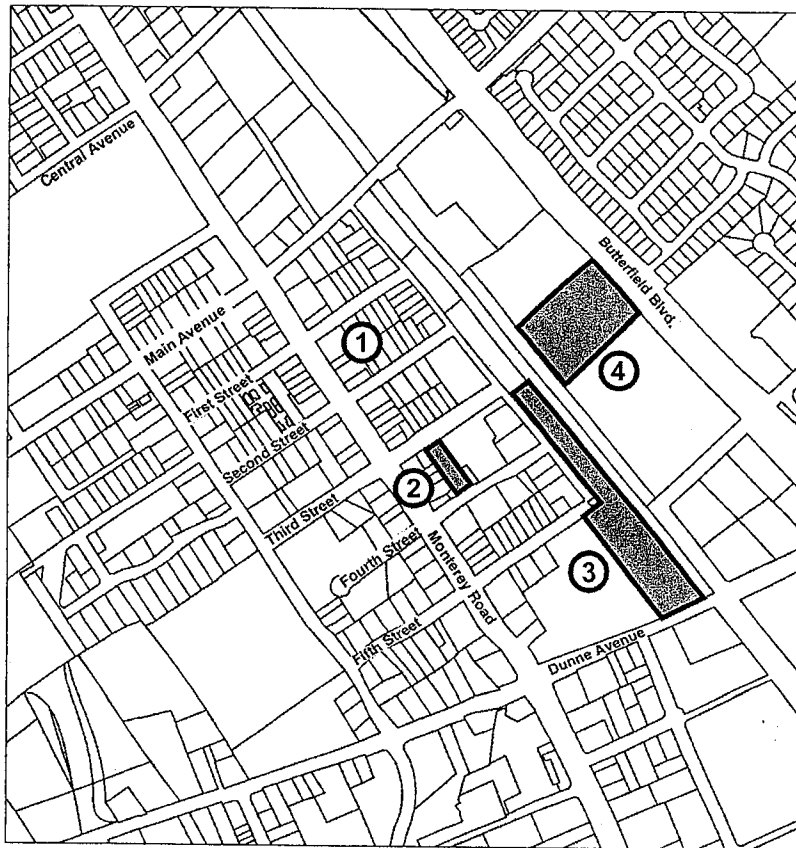 Central Avenue
Butterfield Blvd.
Main Avenue
1
First Street
4
Second Street
2
Third Street
Fourth Street
Monterey Road
3
Fifth Street
Dunne Avenue